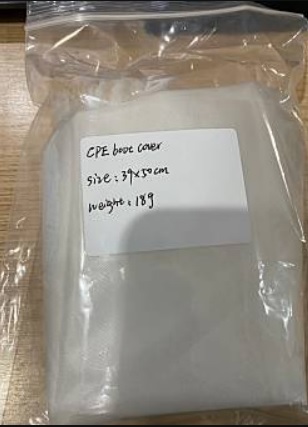 CPE boot cover
size: 39x50cm
weight: 18g